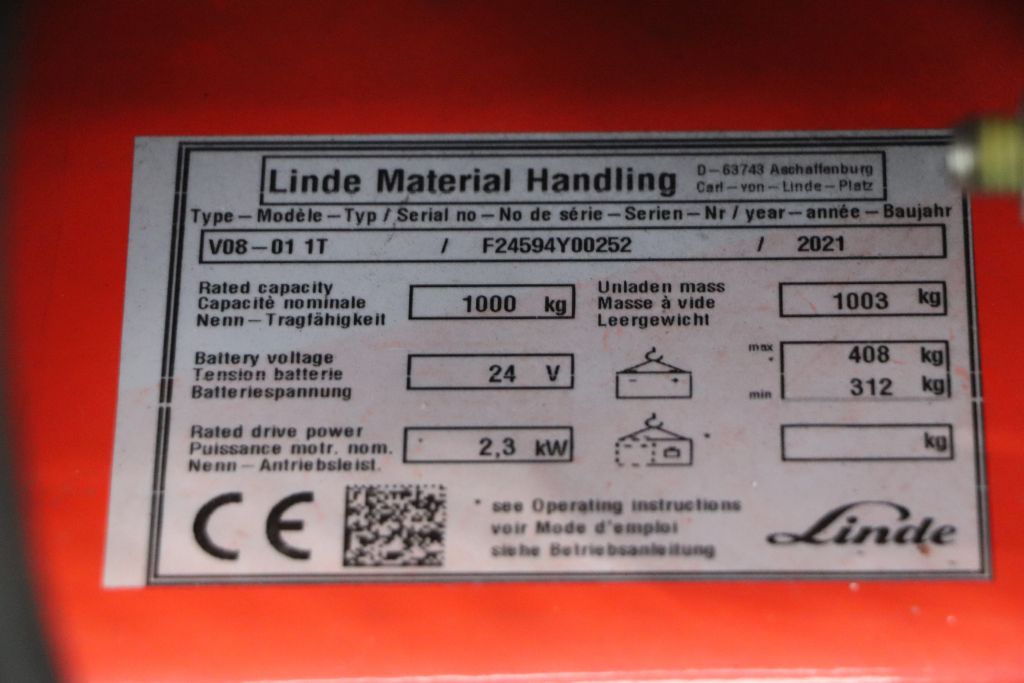 Linde Material Handling
D-63743 Aschaffenburg
Carl-von-Linde-Platz
Type-Modèle-Typ / Serial no-No de série-Serien-Nr / year-année-Baujahr
V08-01 1T / F24594Y00252 / 2021
Rated capacity
Capacitè nominale
Nenn-Tragfähigkeit
1000 kg
Unladen mass
Masse à vide
Leergewicht
1003 kg
Battery voltage
Tension batterie
Batteriespannung
24 V
- +
max 408 kg
*
min 312 kg
Rated drive power
Puissance motr. nom.
Nenn-Antriebsleist.
2,3 kW
*
kg
CE
* see Operating instructions
voir Mode d'emploi
siehe Betriebsanleitung
Linde